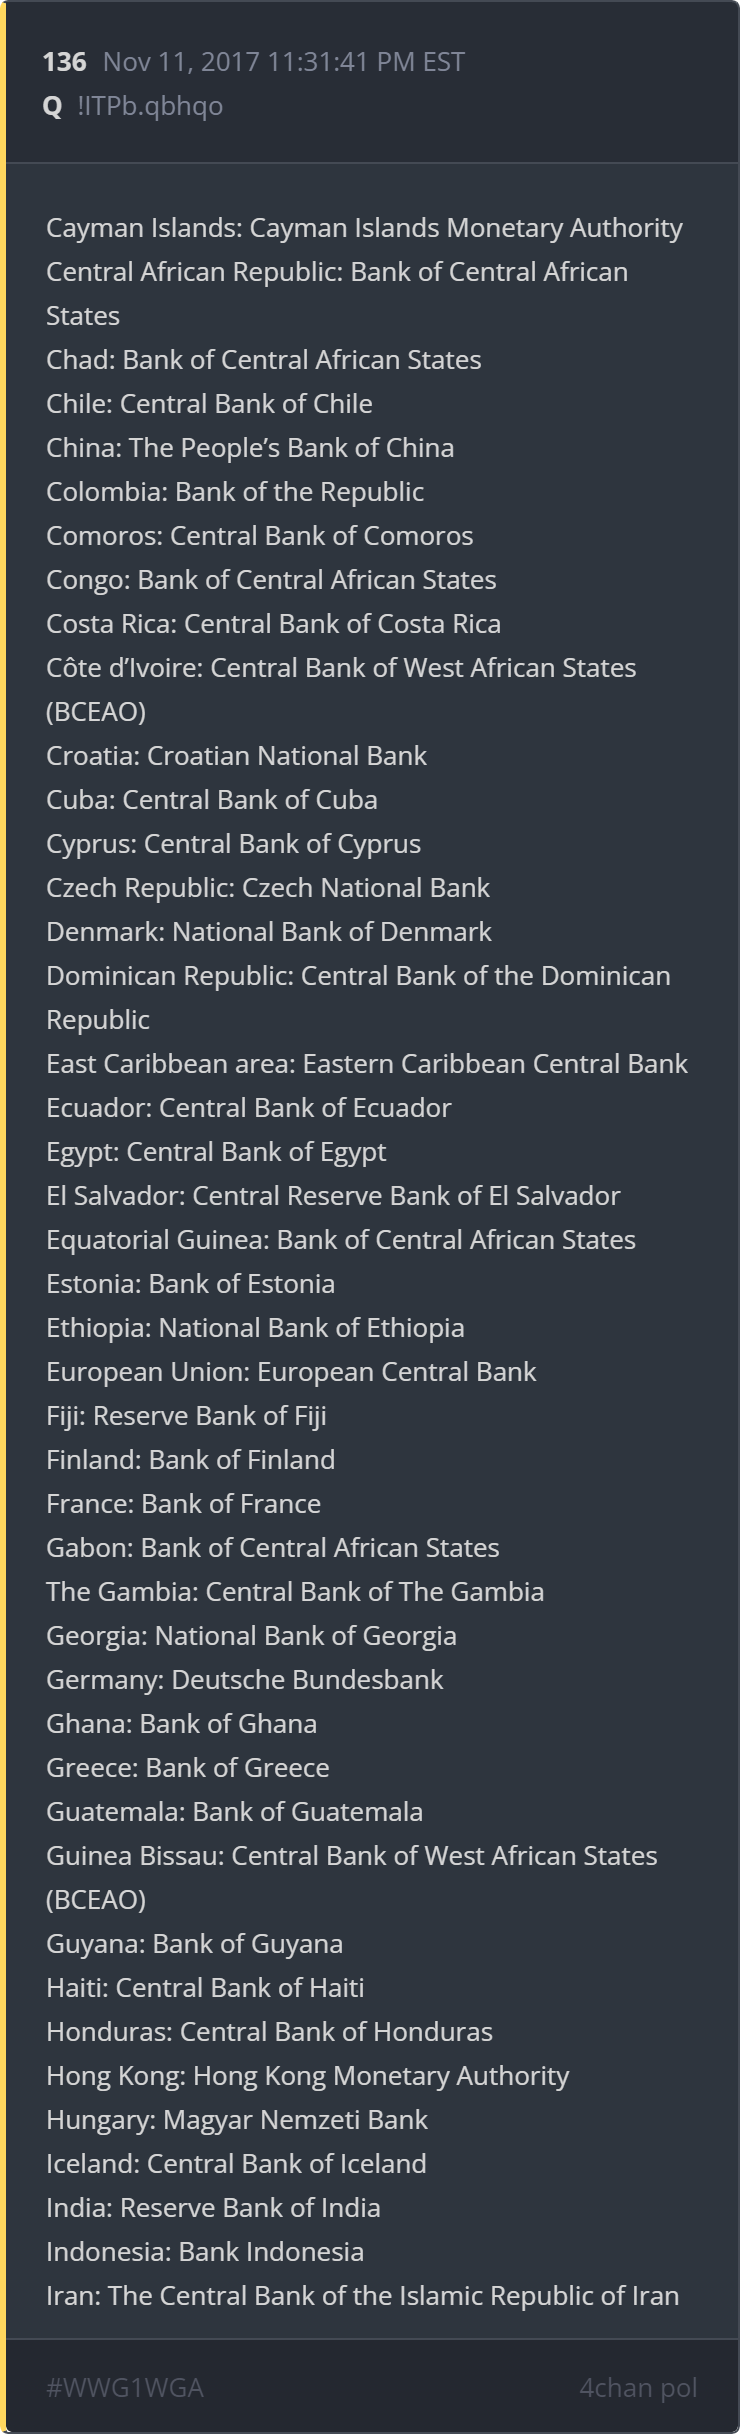 136 Nov 11, 2017 11:31:41 PM EST
Q !ITPb.qbhqo
Cayman Islands: Cayman Islands Monetary Authority
Central African Republic: Bank of Central African
States
Chad: Bank of Central African States
Chile: Central Bank of Chile
China: The People’s Bank of China
Colombia: Bank of the Republic
Comoros: Central Bank of Comoros
Congo: Bank of Central African States
Costa Rica: Central Bank of Costa Rica
Côte d’Ivoire: Central Bank of West African States
(BCEAO)
Croatia: Croatian National Bank
Cuba: Central Bank of Cuba
Cyprus: Central Bank of Cyprus
Czech Republic: Czech National Bank
Denmark: National Bank of Denmark
Dominican Republic: Central Bank of the Dominican
Republic
East Caribbean area: Eastern Caribbean Central Bank
Ecuador: Central Bank of Ecuador
Egypt: Central Bank of Egypt
El Salvador: Central Reserve Bank of El Salvador
Equatorial Guinea: Bank of Central African States
Estonia: Bank of Estonia
Ethiopia: National Bank of Ethiopia
European Union: European Central Bank
Fiji: Reserve Bank of Fiji
Finland: Bank of Finland
France: Bank of France
Gabon: Bank of Central African States
The Gambia: Central Bank of The Gambia
Georgia: National Bank of Georgia
Germany: Deutsche Bundesbank
Ghana: Bank of Ghana
Greece: Bank of Greece
Guatemala: Bank of Guatemala
Guinea Bissau: Central Bank of West African States
(BCEAO)
Guyana: Bank of Guyana
Haiti: Central Bank of Haiti
Honduras: Central Bank of Honduras
Hong Kong: Hong Kong Monetary Authority
Hungary: Magyar Nemzeti Bank
Iceland: Central Bank of Iceland
India: Reserve Bank of India
Indonesia: Bank Indonesia
Iran: The Central Bank of the Islamic Republic of Iran
#WWG1WGA 4chan pol